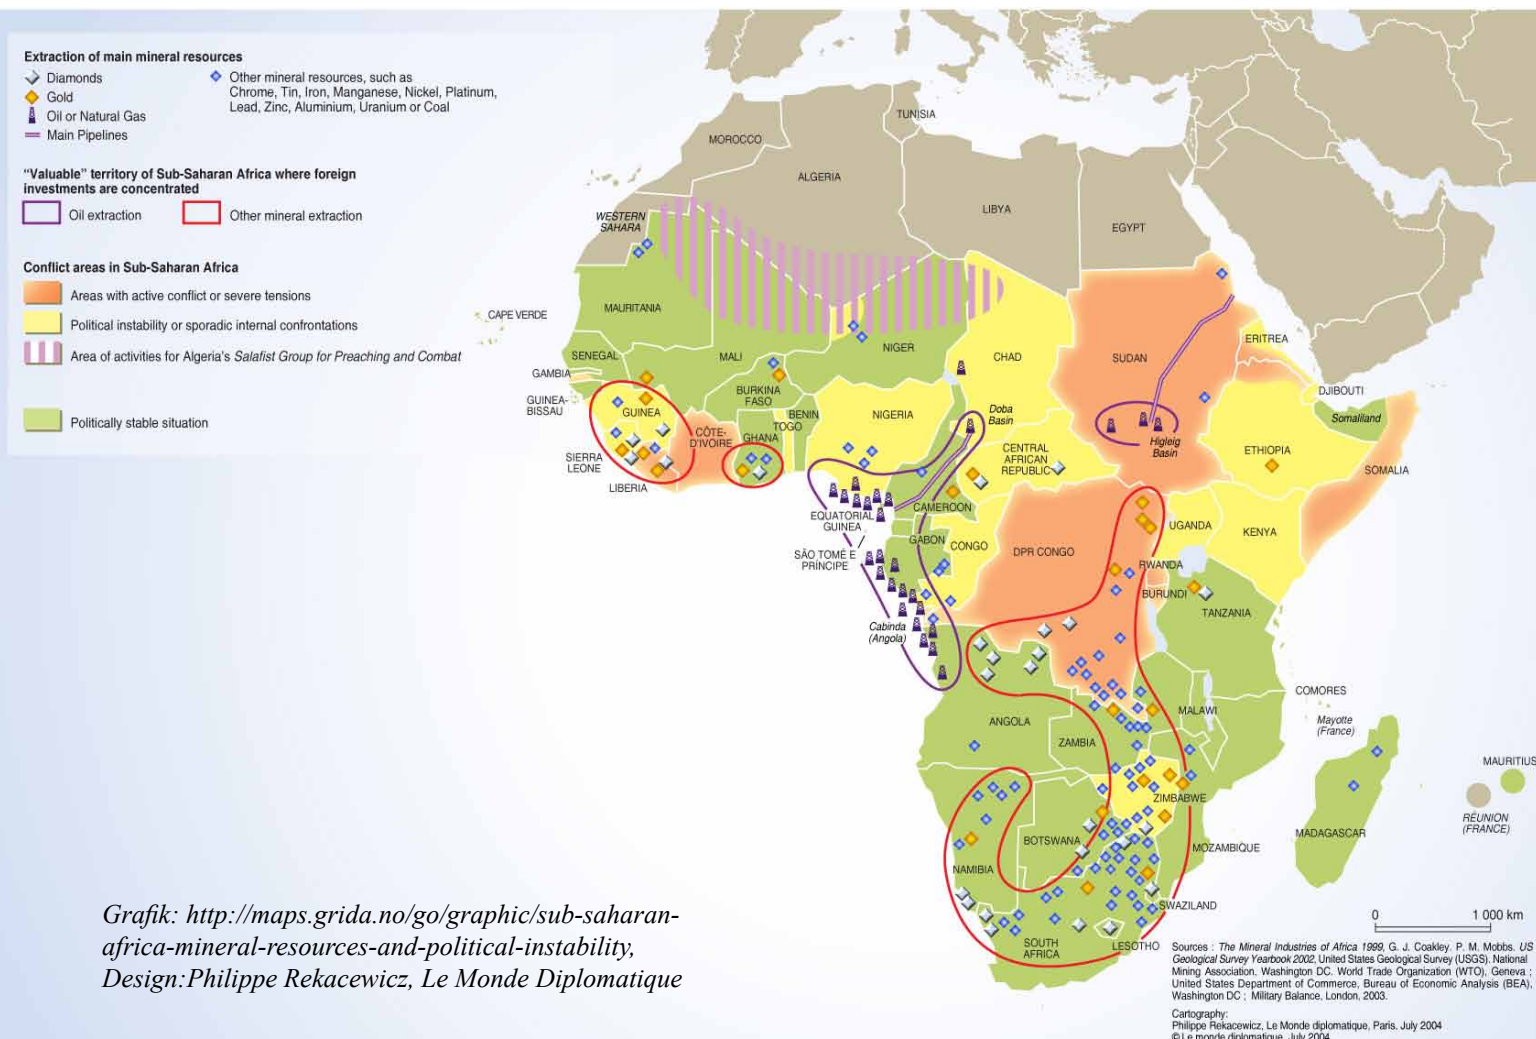 Extraction of main mineral resources
Diamonds
Gold
Oil or Natural Gas
Main Pipelines
Other mineral resources, such as
Chrome, Tin, Iron, Manganese, Nickel, Platinum,
Lead, Zinc, Aluminium, Uranium or Coal
“Valuable” territory of Sub-Saharan Africa where foreign
investments are concentrated
Oil extraction
Other mineral extraction
Conflict areas in Sub-Saharan Africa
Areas with active conflict or severe tensions
Political instability or sporadic internal confrontations
Area of activities for Algeria's Salafist Group for Preaching and Combat
Politically stable situation
TUNISIA
MOROCCO
ALGERIA
LIBYA
EGYPT
WESTERN
SAHARA
MAURITANIA
CAPE VERDE
SENEGAL
GAMBIA
GUINEA-
BISSAU
GUINEA
SIERRA
LEONE
LIBERIA
MALI
BURKINA
FASO
CÔTE-
D'IVOIRE
GHANA
TOGO
BENIN
NIGER
NIGERIA
CHAD
SUDAN
ERITREA
DJIBOUTI
Somaliland
ETHIOPIA
SOMALIA
Doba
Basin
Higleig
Basin
CENTRAL
AFRICAN
REPUBLIC
CAMEROON
EQUATORIAL
GUINEA
SÃO TOMÉ E
PRÍNCIPE
GABON
CONGO
DPR CONGO
UGANDA
KENYA
RWANDA
BURUNDI
TANZANIA
Cabinda
(Angola)
ANGOLA
ZAMBIA
MALAWI
COMORES
Mayotte
(France)
ZIMBABWE
MOZAMBIQUE
MADAGASCAR
MAURITIUS
RÉUNION
(FRANCE)
BOTSWANA
NAMIBIA
SWAZILAND
LESOTHO
SOUTH
AFRICA
0 1 000 km
Grafik: http://maps.grida.no/go/graphic/sub-saharan-
africa-mineral-resources-and-political-instability,
Design:Philippe Rekacewicz, Le Monde Diplomatique
Sources : The Mineral Industries of Africa 1999, G. J. Coakley. P. M. Mobbs. US
Geological Survey Yearbook 2002, United States Geological Survey (USGS). National
Mining Association, Washington DC. World Trade Organization (WTO), Geneva ;
United States Department of Commerce, Bureau of Economic Analysis (BEA),
Washington DC ; Military Balance, London, 2003.
Cartography:
Philippe Rekacewicz, Le Monde diplomatique, Paris. July 2004
© Le monde diplomatique, July 2004